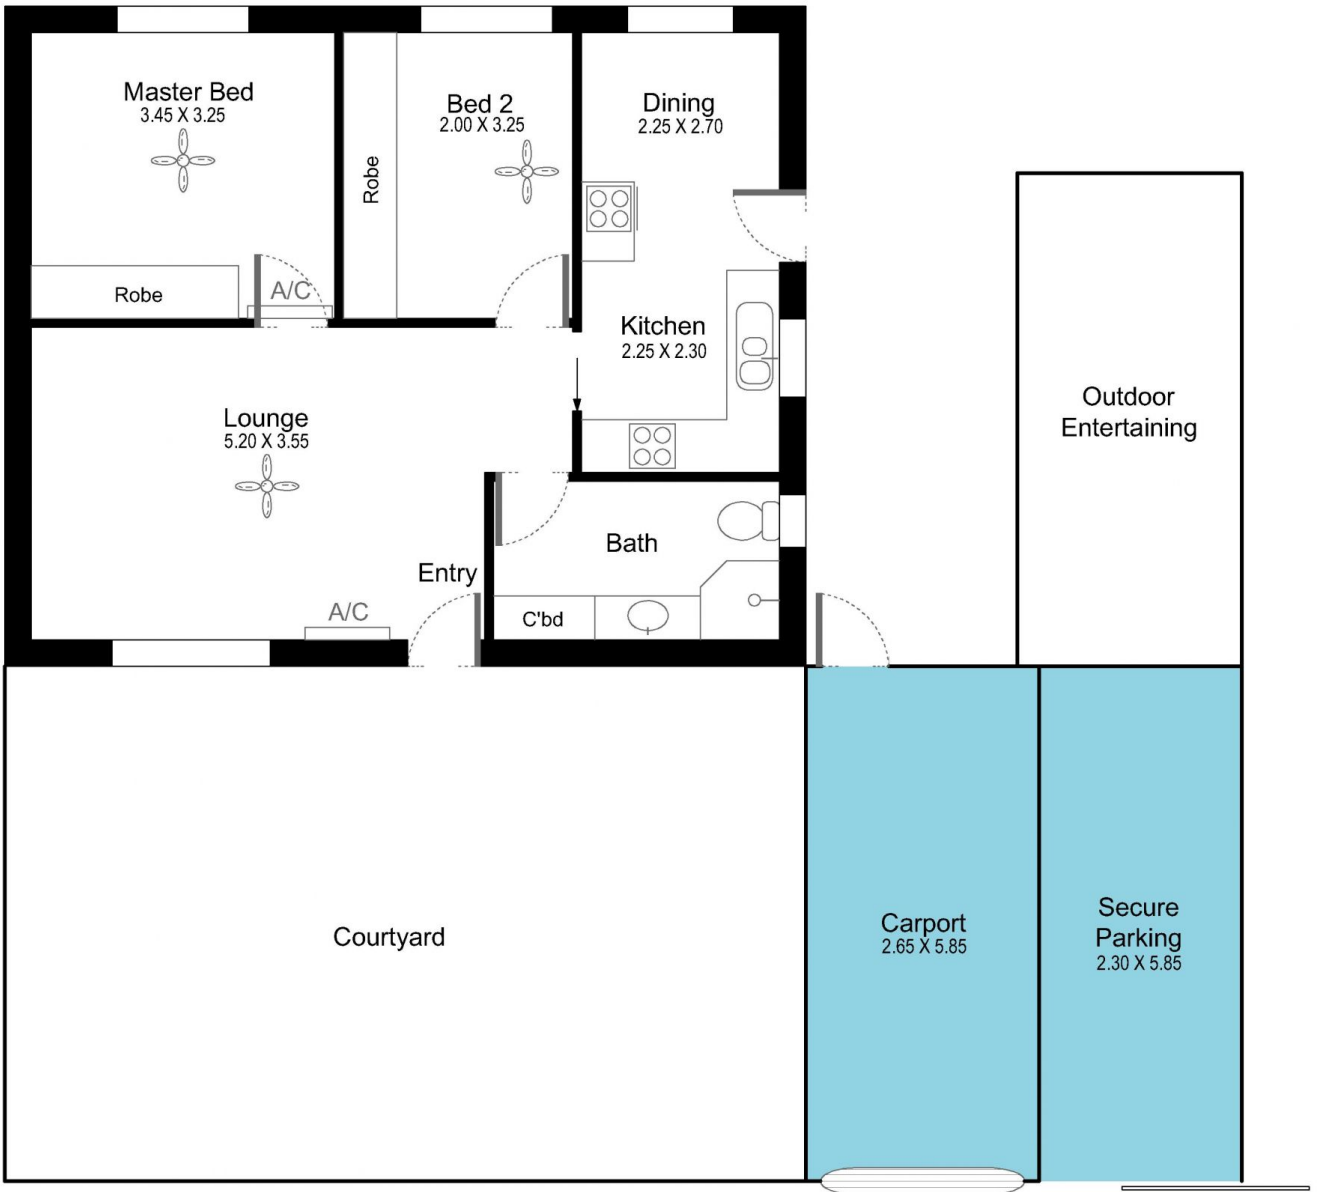 Master Bed
3.45 X 3.25
Bed 2
2.00 X 3.25
Dining
2.25 X 2.70
Robe
Robe
A/C
Kitchen
2.25 X 2.30
Lounge
5.20 X 3.55
Outdoor
Entertaining
Bath
Entry
A/C
C'bd
Courtyard
Carport
2.65 X 5.85
Secure
Parking
2.30 X 5.85